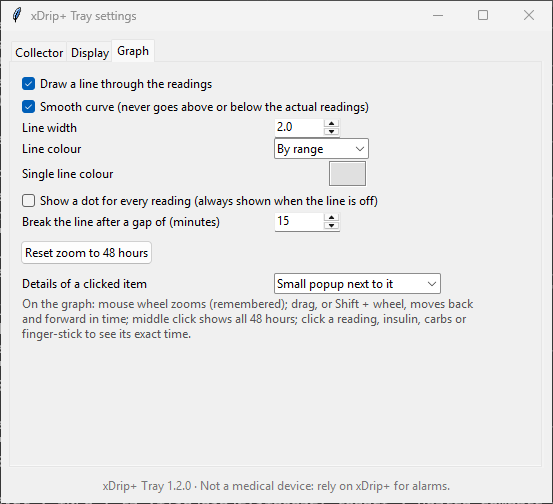 xDrip+ Tray settings
Collector Display Graph
Draw a line through the readings
Smooth curve (never goes above or below the actual readings)
Line width 2.0
Line colour By range
Single line colour
Show a dot for every reading (always shown when the line is off)
Break the line after a gap of (minutes) 15
Reset zoom to 48 hours
Details of a clicked item Small popup next to it
On the graph: mouse wheel zooms (remembered); drag, or Shift + wheel, moves back
and forward in time; middle click shows all 48 hours; click a reading, insulin, carbs or
finger-stick to see its exact time.
xDrip+ Tray 1.2.0 · Not a medical device: rely on xDrip+ for alarms.